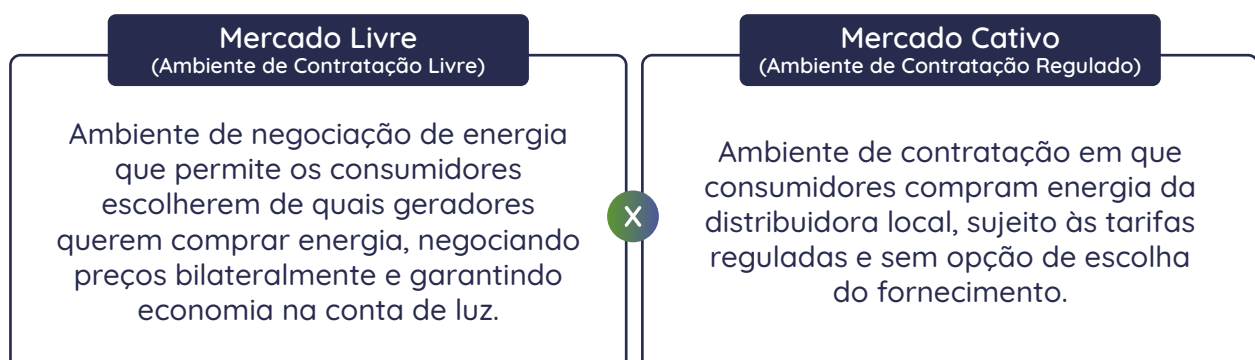 Mercado Livre
(Ambiente de Contratação Livre)
Ambiente de negociação de energia
que permite os consumidores
escolherem de quais geradores
querem comprar energia, negociando
preços bilateralmente e garantindo
economia na conta de luz.
X
Mercado Cativo
(Ambiente de Contratação Regulado)
Ambiente de contratação em que
consumidores compram energia da
distribuidora local, sujeito às tarifas
reguladas e sem opção de escolha
do fornecimento.